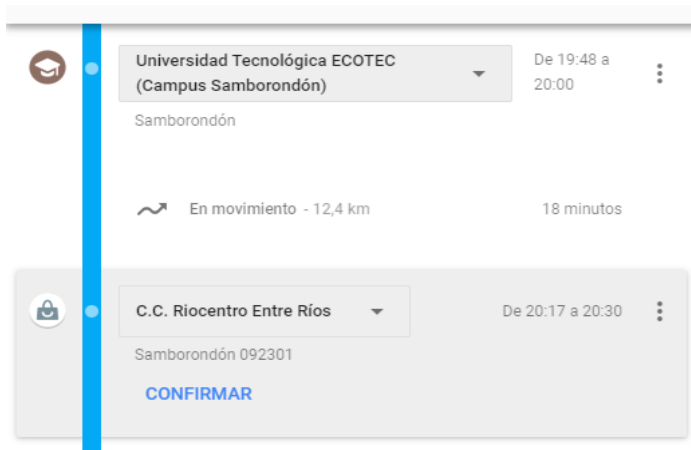 Universidad Tecnológica ECOTEC
(Campus Samborondón)
De 19:48 a
20:00
Samborondón
En movimiento - 12,4 km
18 minutos
C.C. Riocentro Entre Ríos
De 20:17 a 20:30
Samborondón 092301
CONFIRMAR